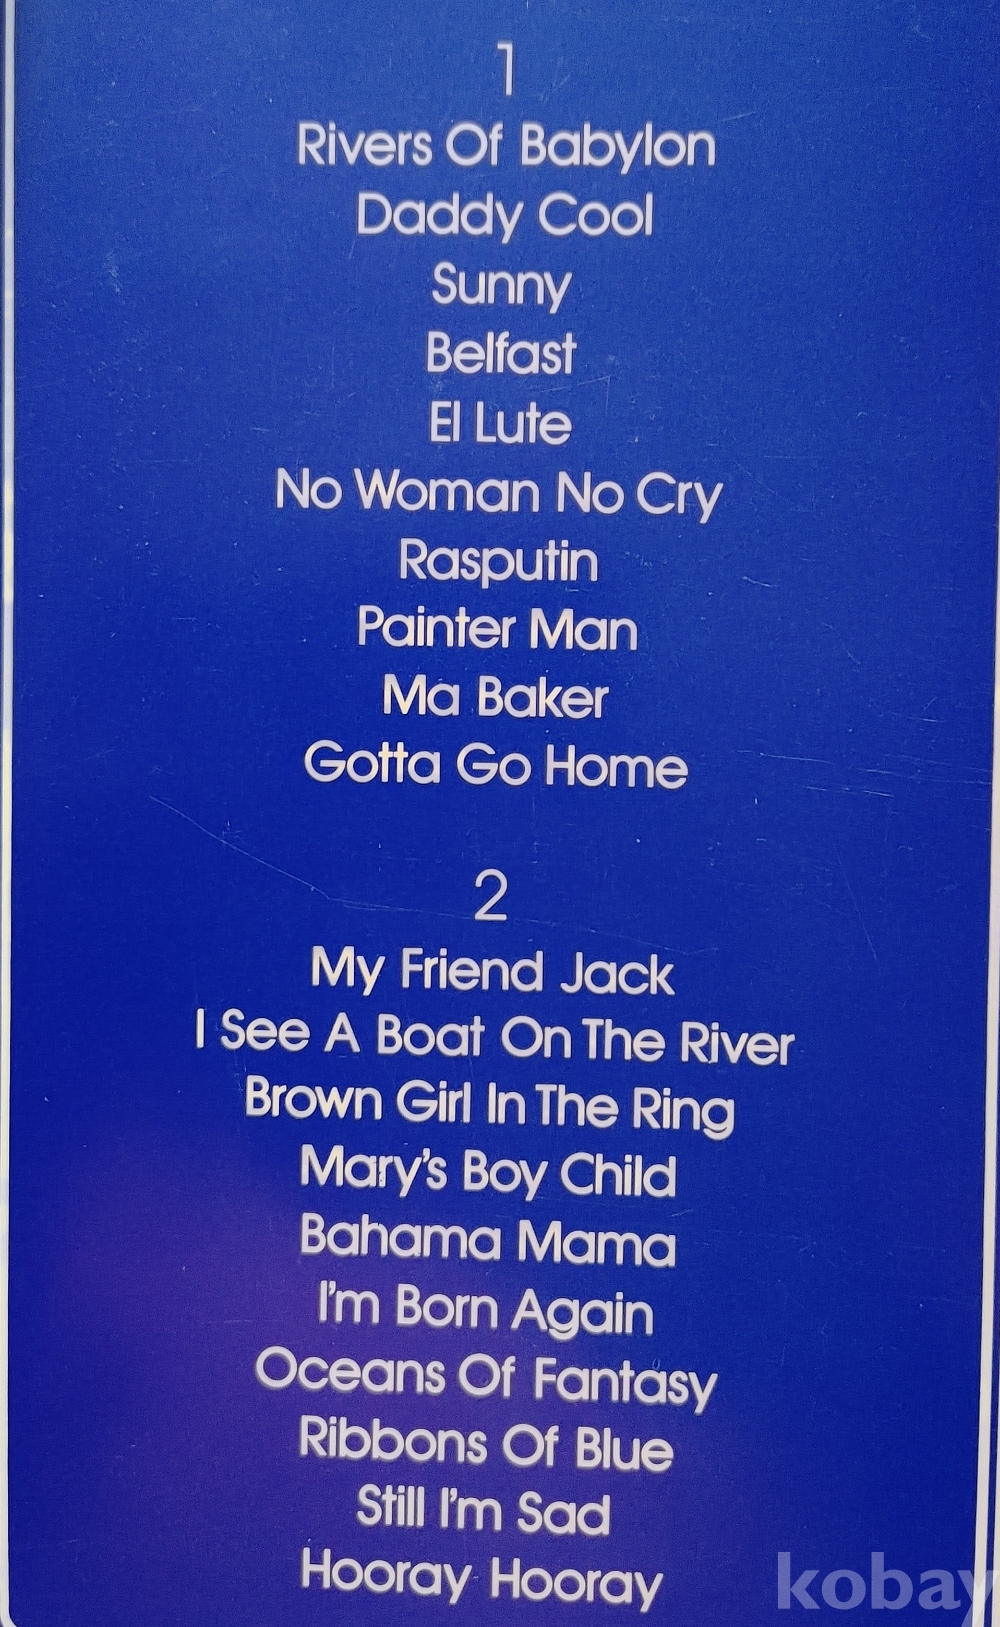 1
Rivers Of Babylon
Daddy Cool
Sunny
Belfast
El Lute
No Woman No Cry
Rasputin
Painter Man
Ma Baker
Gotta Go Home
2
My Friend Jack
I See A Boat On The River
Brown Girl In The Ring
Mary's Boy Child
Bahama Mama
I'm Born Again
Oceans Of Fantasy
Ribbons Of Blue
Still I'm Sad
Hooray Hooray
kobay